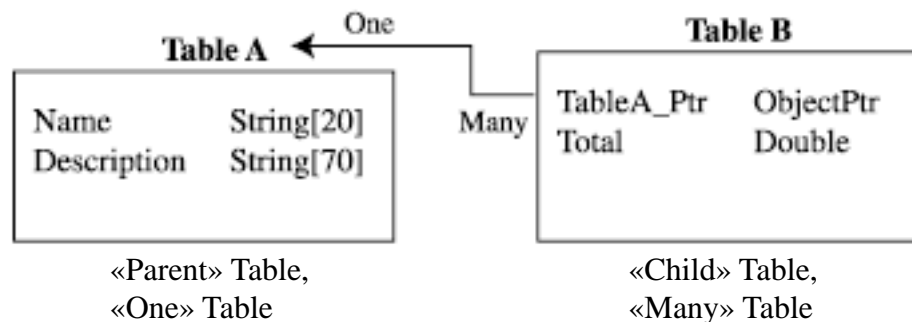 One
Table A
Table B
Name String[20]
Description String[70]
Many
TableA_Ptr ObjectPtr
Total Double
«Parent» Table,
«One» Table
«Child» Table,
«Many» Table